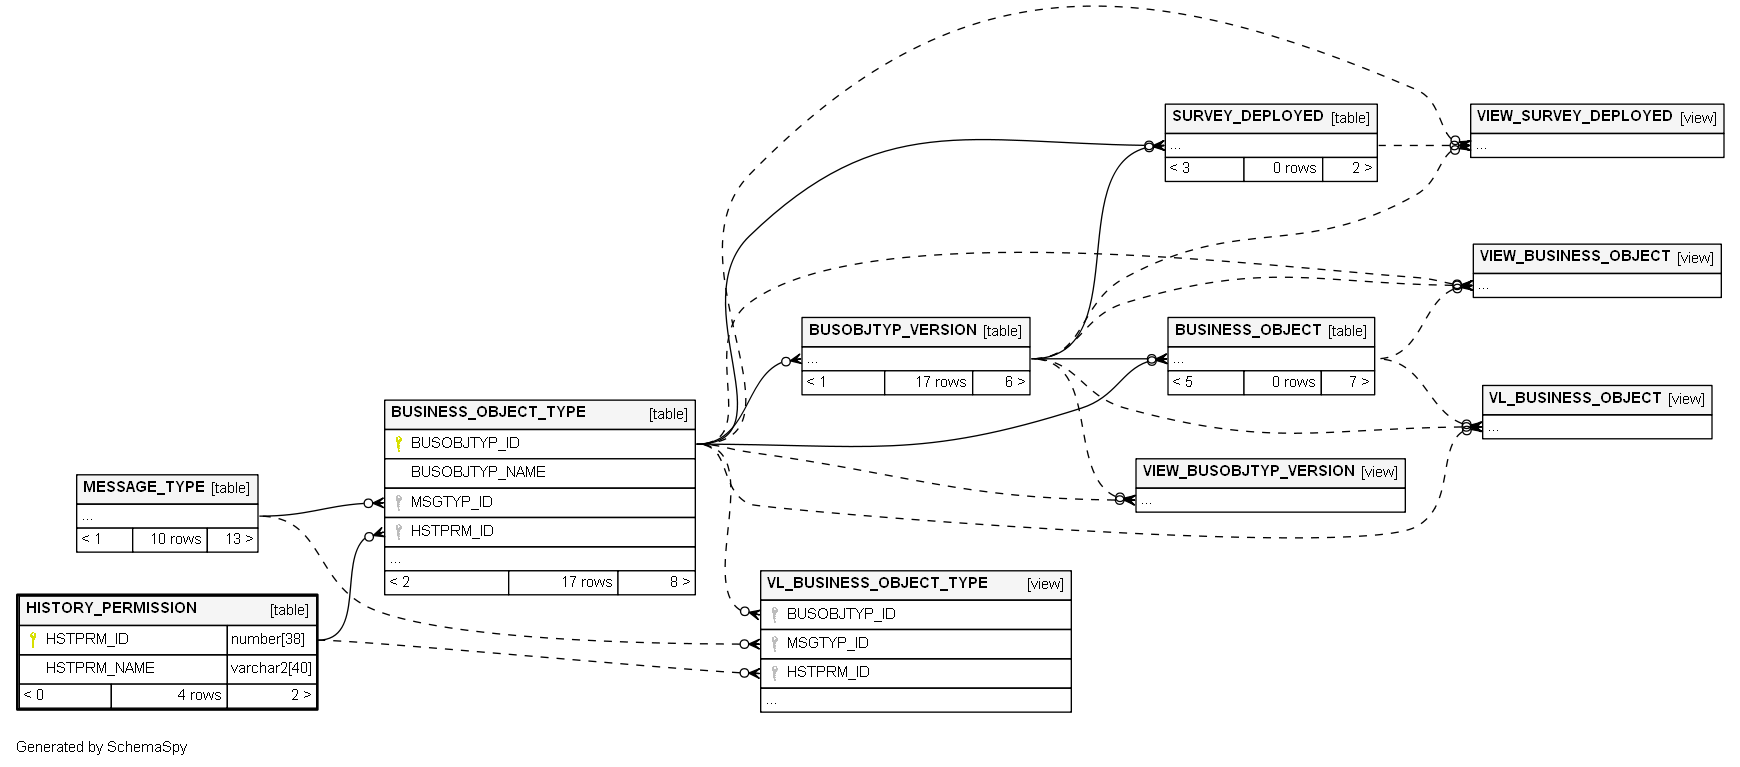 SURVEY_DEPLOYED [table]
...
< 3 0 rows 2 >
VIEW_SURVEY_DEPLOYED [view]
...
VIEW_BUSINESS_OBJECT [view]
...
BUSOBJTYP_VERSION [table]
...
< 1 17 rows 6 >
BUSINESS_OBJECT [table]
...
< 5 0 rows 7 >
VL_BUSINESS_OBJECT [view]
...
BUSINESS_OBJECT_TYPE [table]
BUSOBJTYP_ID
BUSOBJTYP_NAME
MSGTYP_ID
HSTPRM_ID
...
< 2 17 rows 8 >
VIEW_BUSOBJTYP_VERSION [view]
...
MESSAGE_TYPE [table]
...
< 1 10 rows 13 >
VL_BUSINESS_OBJECT_TYPE [view]
BUSOBJTYP_ID
MSGTYP_ID
HSTPRM_ID
...
HISTORY_PERMISSION [table]
HSTPRM_ID number[38]
HSTPRM_NAME varchar2[40]
< 0 4 rows 2 >
Generated by SchemaSpy